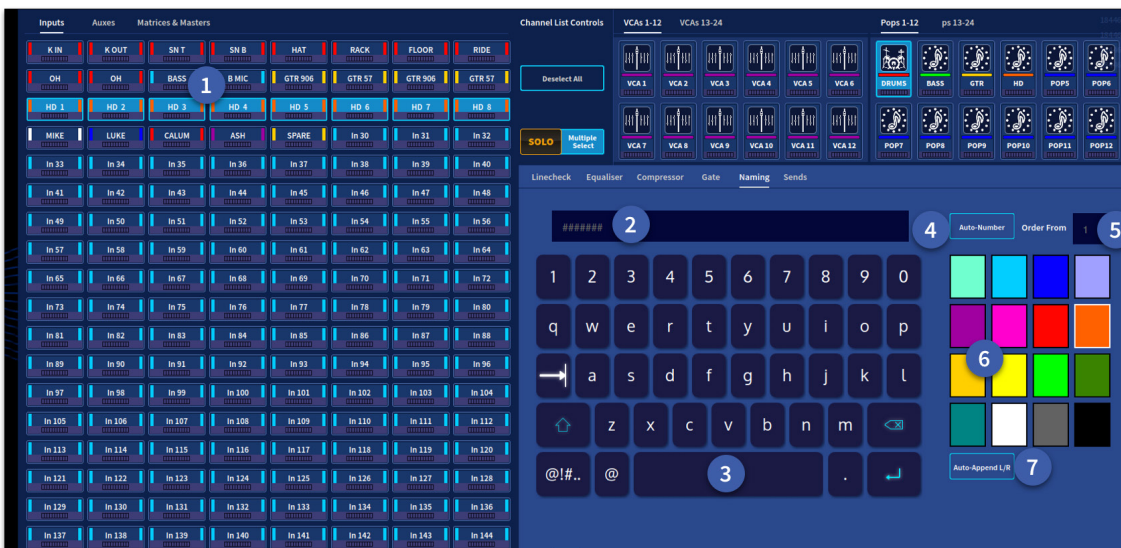 Inputs Auxes Matrices & Masters
K IN K OUT SN T SN B HAT RACK FLOOR RIDE
OH OH BASS B MIC GTR 906 GTR 57 GTR 906 GTR 57
1
HD 1 HD 2 HD 3 HD 4 HD 5 HD 6 HD 7 HD 8
MIKE LUKE CALUM ASH SPARE In 30 In 31 In 32
In 33 In 34 In 35 In 36 In 37 In 38 In 39 In 40
In 41 In 42 In 43 In 44 In 45 In 46 In 47 In 48
In 49 In 50 In 51 In 52 In 53 In 54 In 55 In 56
In 57 In 58 In 59 In 60 In 61 In 62 In 63 In 64
In 65 In 66 In 67 In 68 In 69 In 70 In 71 In 72
In 73 In 74 In 75 In 76 In 77 In 78 In 79 In 80
In 81 In 82 In 83 In 84 In 85 In 86 In 87 In 88
In 89 In 90 In 91 In 92 In 93 In 94 In 95 In 96
In 97 In 98 In 99 In 100 In 101 In 102 In 103 In 104
In 105 In 106 In 107 In 108 In 109 In 110 In 111 In 112
In 113 In 114 In 115 In 116 In 117 In 118 In 119 In 120
In 121 In 122 In 123 In 124 In 125 In 126 In 127 In 128
In 129 In 130 In 131 In 132 In 133 In 134 In 135 In 136
In 137 In 138 In 139 In 140 In 141 In 142 In 143 In 144
Channel List Controls
Deselect All
SOLO Multiple
Select
VCAs 1-12 VCAs 13-24
VCA 1 VCA 2 VCA 3 VCA 4 VCA 5 VCA 6
VCA 7 VCA 8 VCA 9 VCA 10 VCA 11 VCA 12
Pops 1-12 ps 13-24
DRUMS BASS GTR HD POP5 POP6
POP7 POP8 POP9 POP10 POP11 POP12
Linecheck Equaliser Compressor Gate Naming Sends
####### 2
4 Auto-Number Order From 1 5
1 2 3 4 5 6 7 8 9 0
q w e r t y u i o p
a s d f g h j k l
z x c v b n m
@!#.. @ 3 .
6
Auto-Append L/R 7